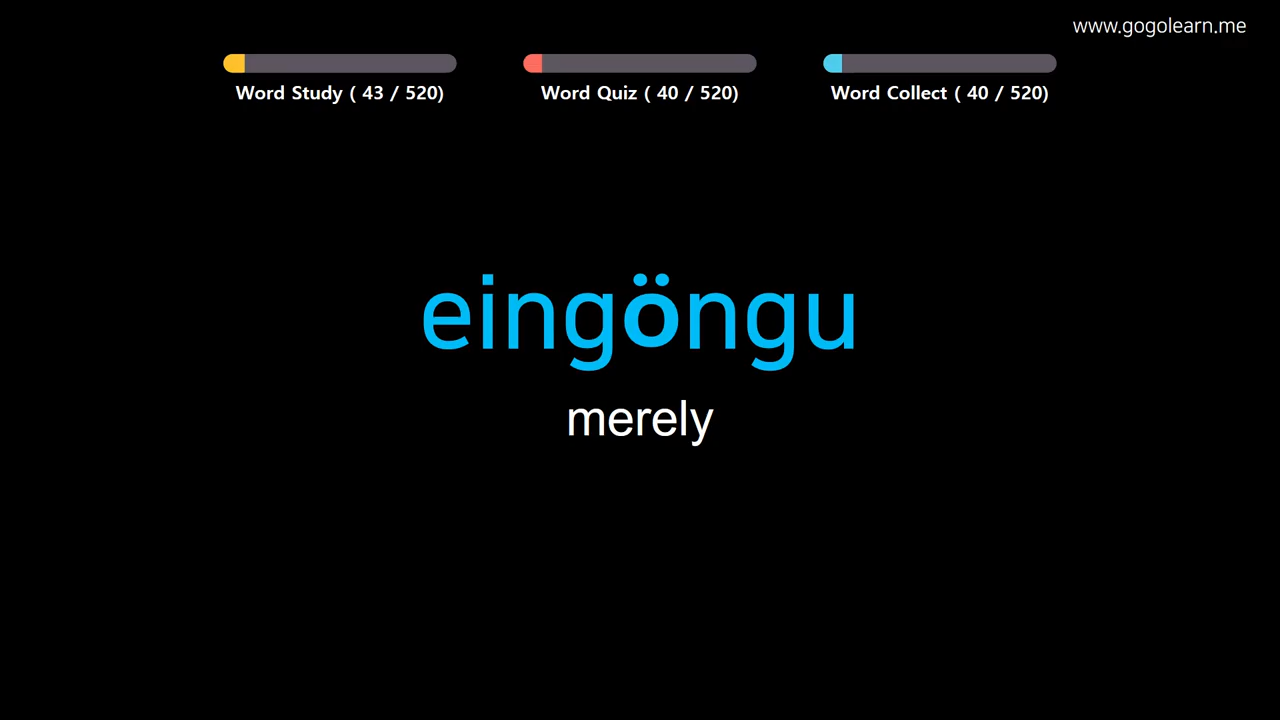 www.gogolearn.me
Word Study ( 43 / 520)
Word Quiz ( 40 / 520)
Word Collect ( 40 / 520)
eingöngu
merely